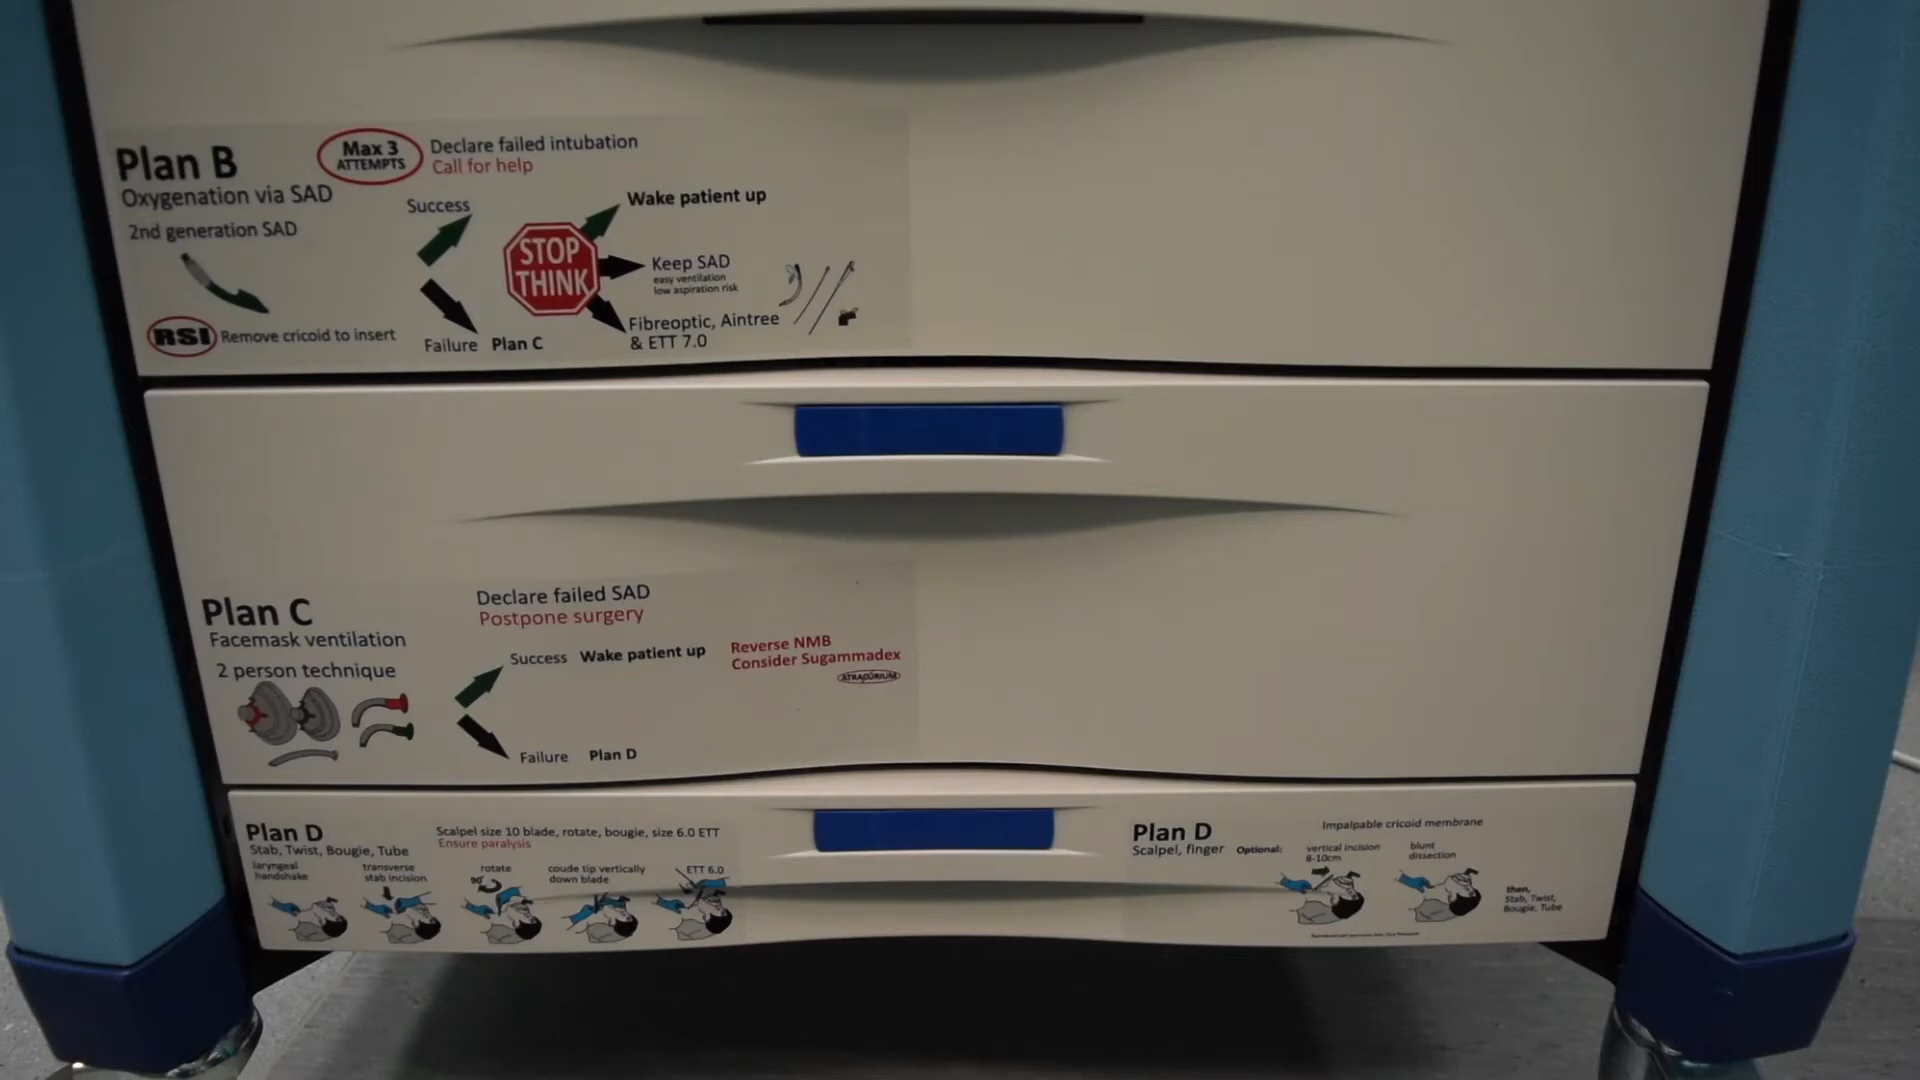 Plan B
Max 3
ATTEMPTS
Declare failed intubation
Call for help
Oxygenation via SAD
2nd generation SAD
Success
STOP
THINK
Wake patient up
Keep SAD
easy ventilation
low aspiration risk
Fibreoptic, Aintree
& ETT 7.0
RSI Remove cricoid to insert
Failure Plan C
Plan C
Facemask ventilation
2 person technique
Declare failed SAD
Postpone surgery
Success Wake patient up
Reverse NMB
Consider Sugammadex
ATRACURIUM
Failure Plan D
Plan D
Stab, Twist, Bougie, Tube
Scalpel size 10 blade, rotate, bougie, size 6.0 ETT
Ensure paralysis
laryngeal
handshake
transverse
stab incision
rotate
90°
coude tip vertically
down blade
ETT 6.0
Plan D
Scalpel, finger
Impalpable cricoid membrane
Optional:
vertical incision
8-10cm
blunt
dissection
then,
Stab, Twist,
Bougie, Tube